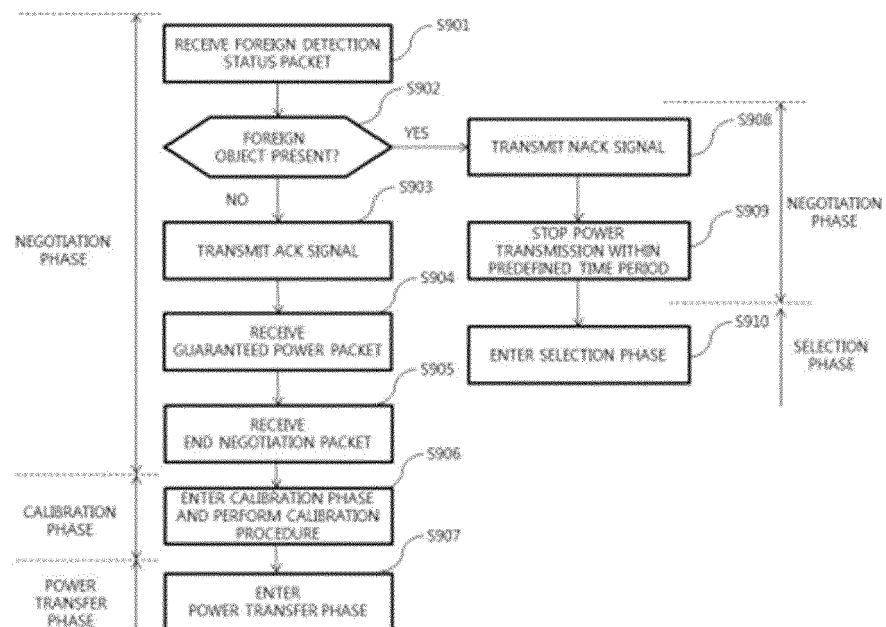 S901
RECEIVE FOREIGN DETECTION
STATUS PACKET
S902
FOREIGN
OBJECT PRESENT?
YES
NO
S908
TRANSMIT NACK SIGNAL
S903
TRANSMIT ACK SIGNAL
S909
STOP POWER
TRANSMISSION WITHIN
PREDEFINED TIME PERIOD
NEGOTIATION
PHASE
NEGOTIATION
PHASE
S904
RECEIVE
GUARANTEED POWER PACKET
S910
ENTER SELECTION PHASE
SELECTION
PHASE
S905
RECEIVE
END NEGOTIATION PACKET
S906
ENTER CALIBRATION PHASE
AND PERFORM CALIBRATION
PROCEDURE
CALIBRATION
PHASE
S907
ENTER
POWER TRANSFER PHASE
POWER
TRANSFER
PHASE